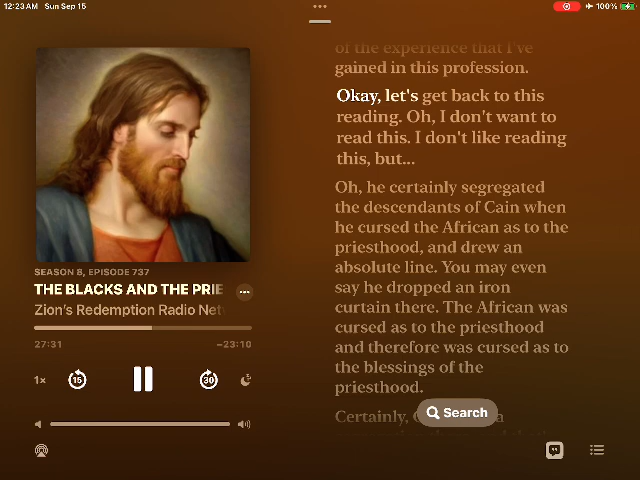 12:23AM Sun Sep 15
100%
of the experience that I've
gained in this profession.
Okay, let's get back to this
reading. Oh, I don't want to
read this. I don't like reading
this, but...
Oh, he certainly segregated
the descendants of Cain when
he cursed the African as to the
priesthood, and drew an
absolute line. You may even
say he dropped an iron
curtain there. The African was
cursed as to the priesthood
and therefore was cursed as to
the blessings of the
priesthood.
Certainly, a
Search
SEASON 8, EPISODE 737
THE BLACKS AND THE PRIE
Zion's Redemption Radio Net
27:31
−23:10
1×
15
30